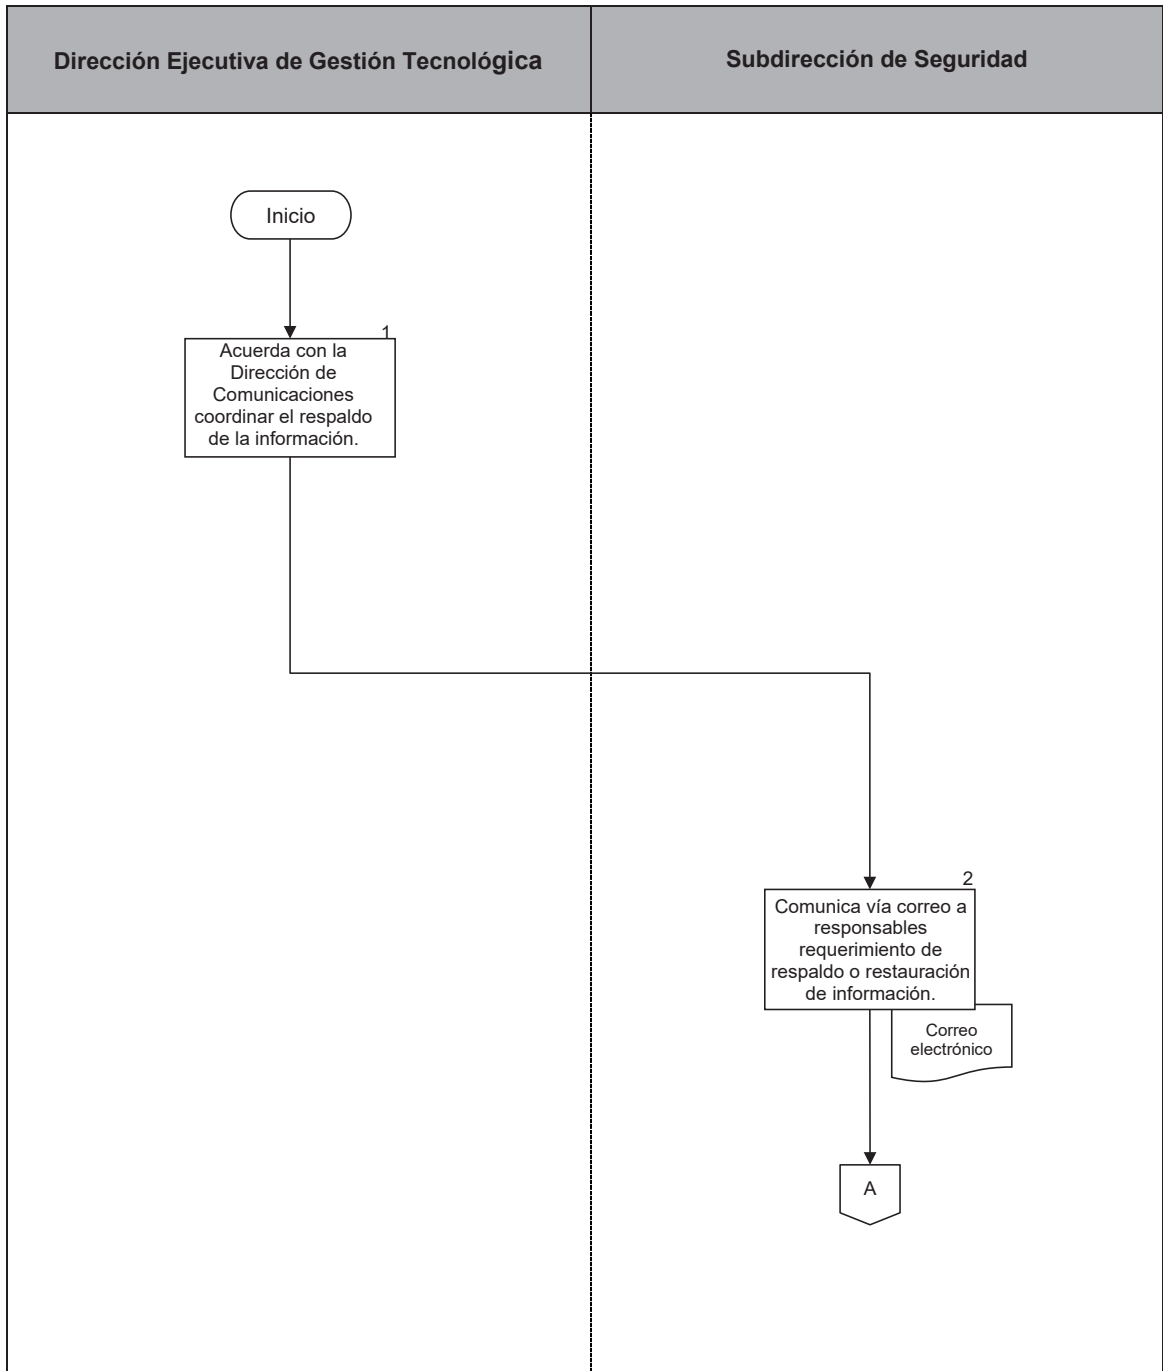 Dirección Ejecutiva de Gestión Tecnológica
Subdirección de Seguridad
Inicio
1
Acuerda con la
Dirección de
Comunicaciones
coordinar el respaldo
de la información.
2
Comunica vía correo a
responsables
requerimiento de
respaldo o restauración
de información.
Correo
electrónico
A